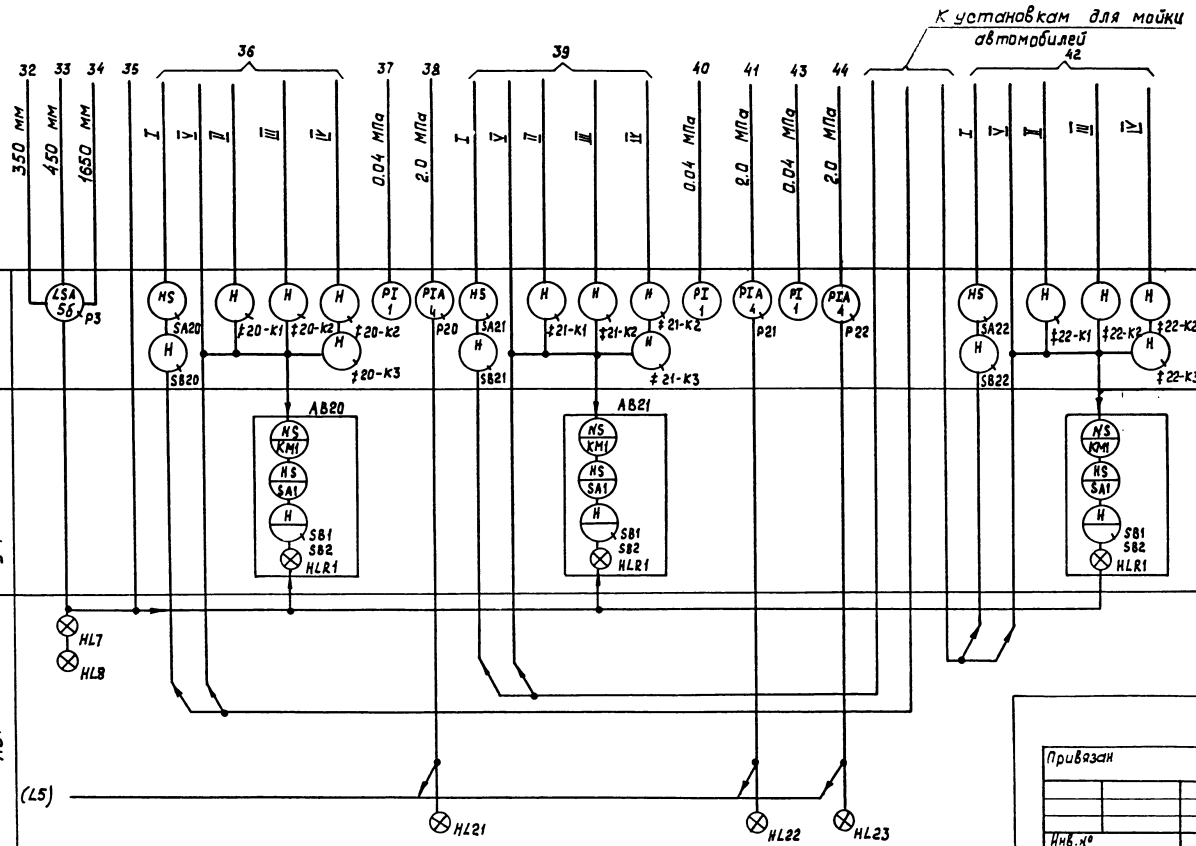 К установкам для мойки
автомобилей
32 33 34 35 36 37 38 39 40 41 43 44 42
350 мм 450 мм 1650 мм I V II III IV 0.04 МПа 2.0 МПа I V II III IV 0.04 МПа 2.0 МПа 0.04 МПа 2.0 МПа I V II III IV
LSA HS H H H PI PIA HS H H H PI PIA PI PIA HS H H H
5б 1 4 1 4 1 4
P3 SA20 ‡20-K1 ‡20-K2 ‡20-K2 P20 SA21 ‡21-K1 ‡21-K2 ‡21-K2 P21 P22 SA22 ‡22-K1 ‡22-K2 ‡22-K2
H H H H H H
SB20 ‡20-K3 SB21 ‡21-K3 SB22 ‡22-K3
AB20 AB21
NS NS NS
KM1 KM1 KM1
HS HS HS
SA1 SA1 SA1
H H H
SB1 SB1 SB1
SB2 SB2 SB2
HLR1 HLR1 HLR1
HL7
HL8
Привязан
(L5)
HL21 HL22 HL23
Инв.№